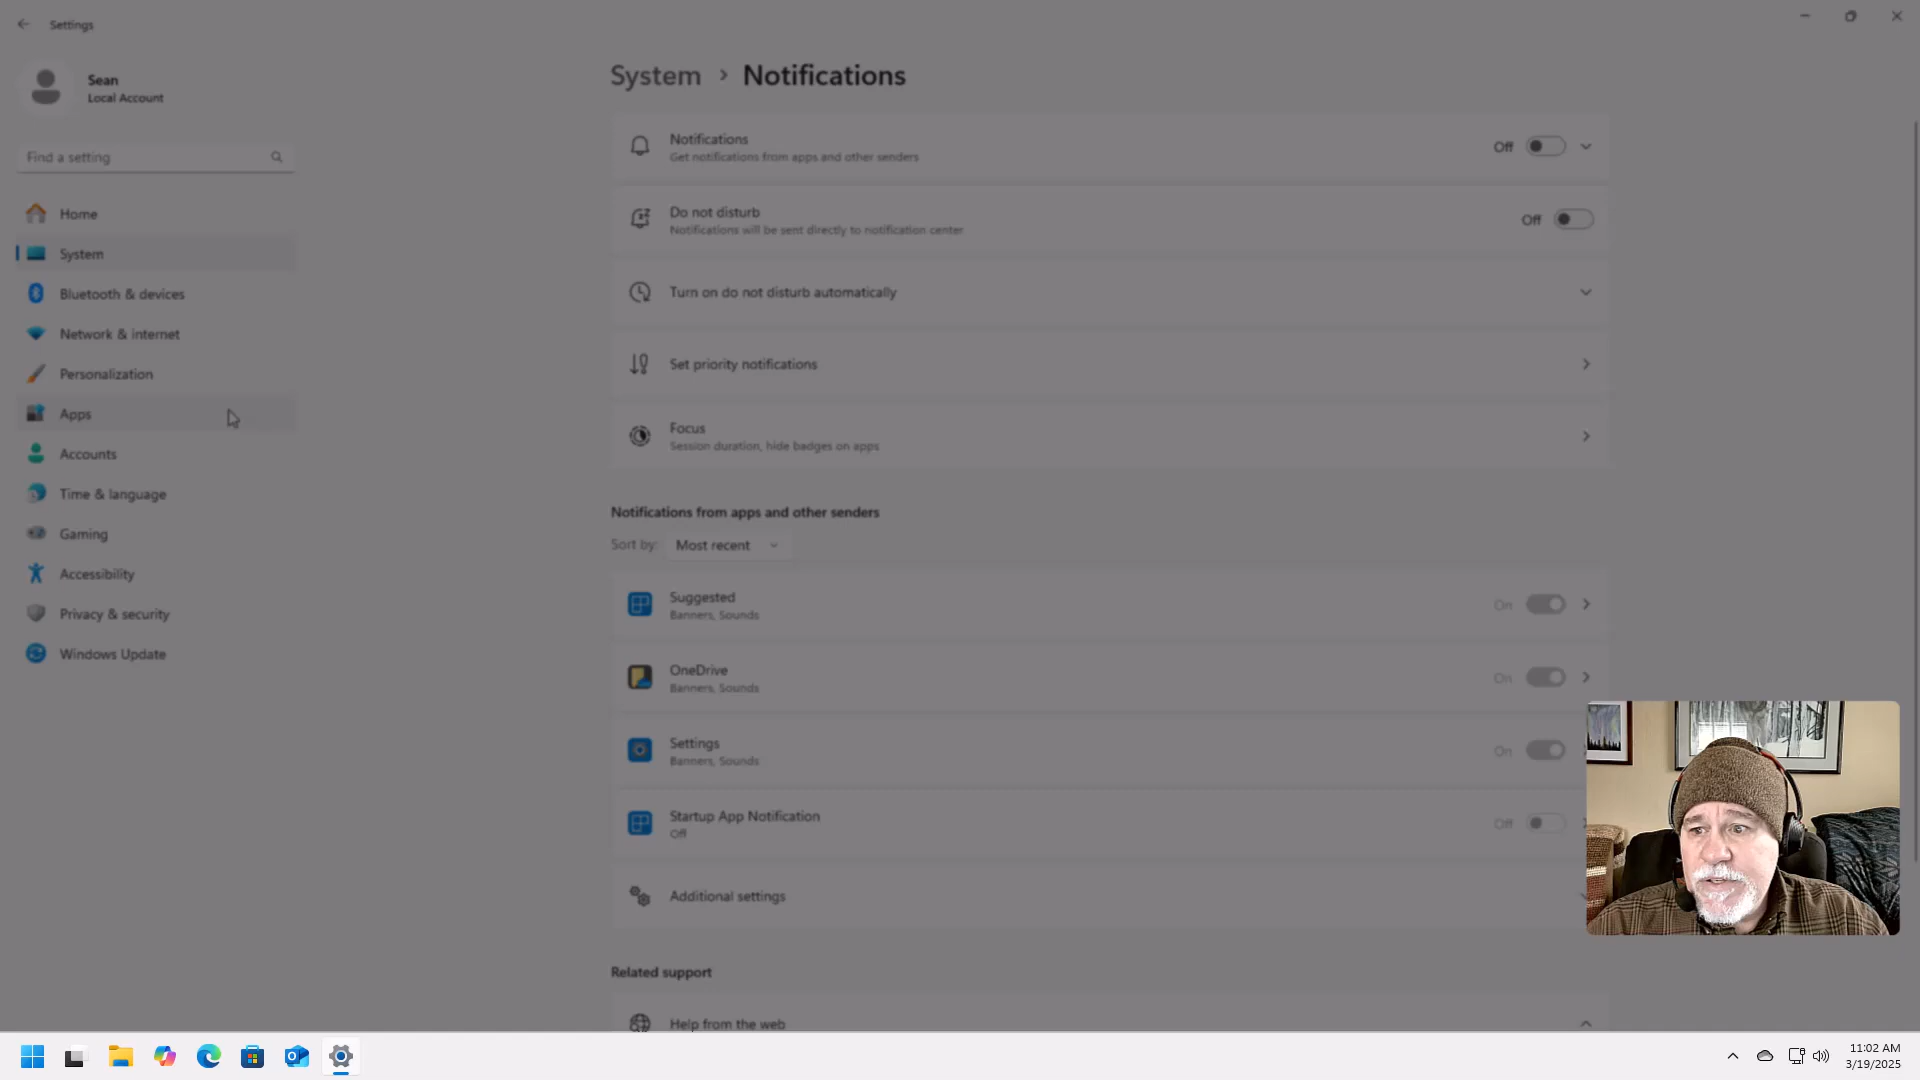 Settings
Sean
Local Account
Find a setting
Home
System
Bluetooth & devices
Network & internet
Personalization
Apps
Accounts
Time & language
Gaming
Accessibility
Privacy & security
Windows Update
System > Notifications
Notifications
Get notifications from apps and other senders
Off
Do not disturb
Notifications will be sent directly to notification center
Off
Turn on do not disturb automatically
Set priority notifications
Focus
Session duration, hide badges on apps
Notifications from apps and other senders
Sort by: Most recent
Suggested
Banners, Sounds
On
OneDrive
Banners, Sounds
On
Settings
Banners, Sounds
On
Startup App Notification
Off
Off
Additional settings
Related support
Help from the web
11:02 AM
3/19/2025